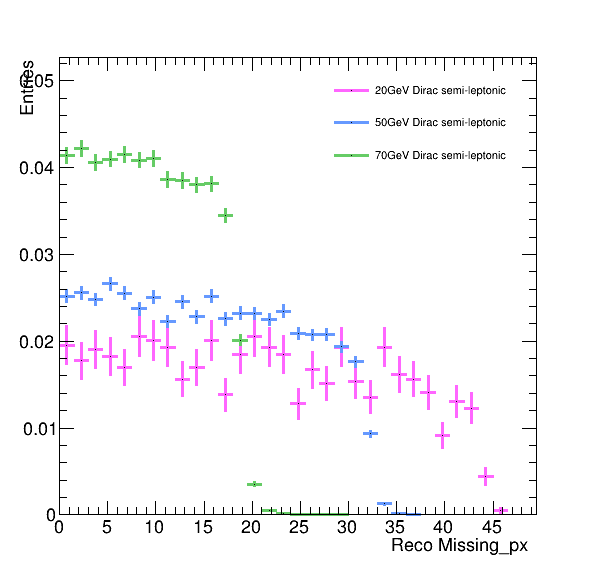 Entries
0.05
0.04
0.03
0.02
0.01
0
20GeV Dirac semi-leptonic
50GeV Dirac semi-leptonic
70GeV Dirac semi-leptonic
0 5 10 15 20 25 30 35 40 45
Reco Missing_px